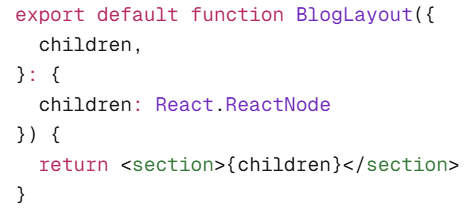 export default function BlogLayout({
  children,
}: {
  children: React.ReactNode
}) {
  return <section>{children}</section>
}